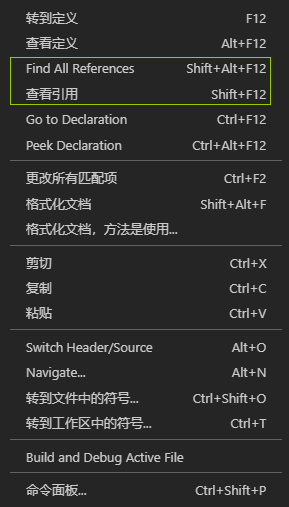 转到定义 F12
查看定义 Alt+F12
Find All References Shift+Alt+F12
查看引用 Shift+F12
Go to Declaration Ctrl+F12
Peek Declaration Ctrl+Alt+F12
更改所有匹配项 Ctrl+F2
格式化文档 Shift+Alt+F
格式化文档，方法是使用...
剪切 Ctrl+X
复制 Ctrl+C
粘贴 Ctrl+V
Switch Header/Source Alt+O
Navigate... Alt+N
转到文件中的符号... Ctrl+Shift+O
转到工作区中的符号... Ctrl+T
Build and Debug Active File
命令面板... Ctrl+Shift+P